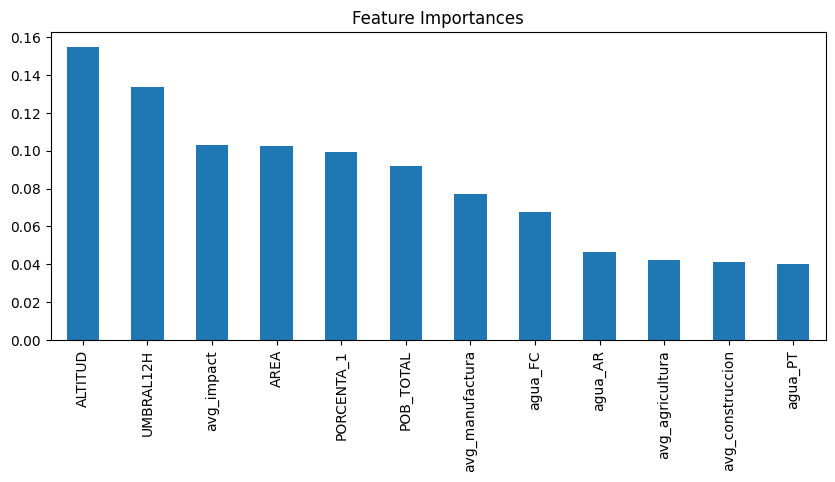 Feature Importances
0.16
0.14
0.12
0.10
0.08
0.06
0.04
0.02
0.00
ALTITUD
UMBRAL12H
avg_impact
AREA
PORCENTA_1
POB_TOTAL
avg_manufactura
agua_FC
agua_AR
avg_agricultura
avg_construccion
agua_PT